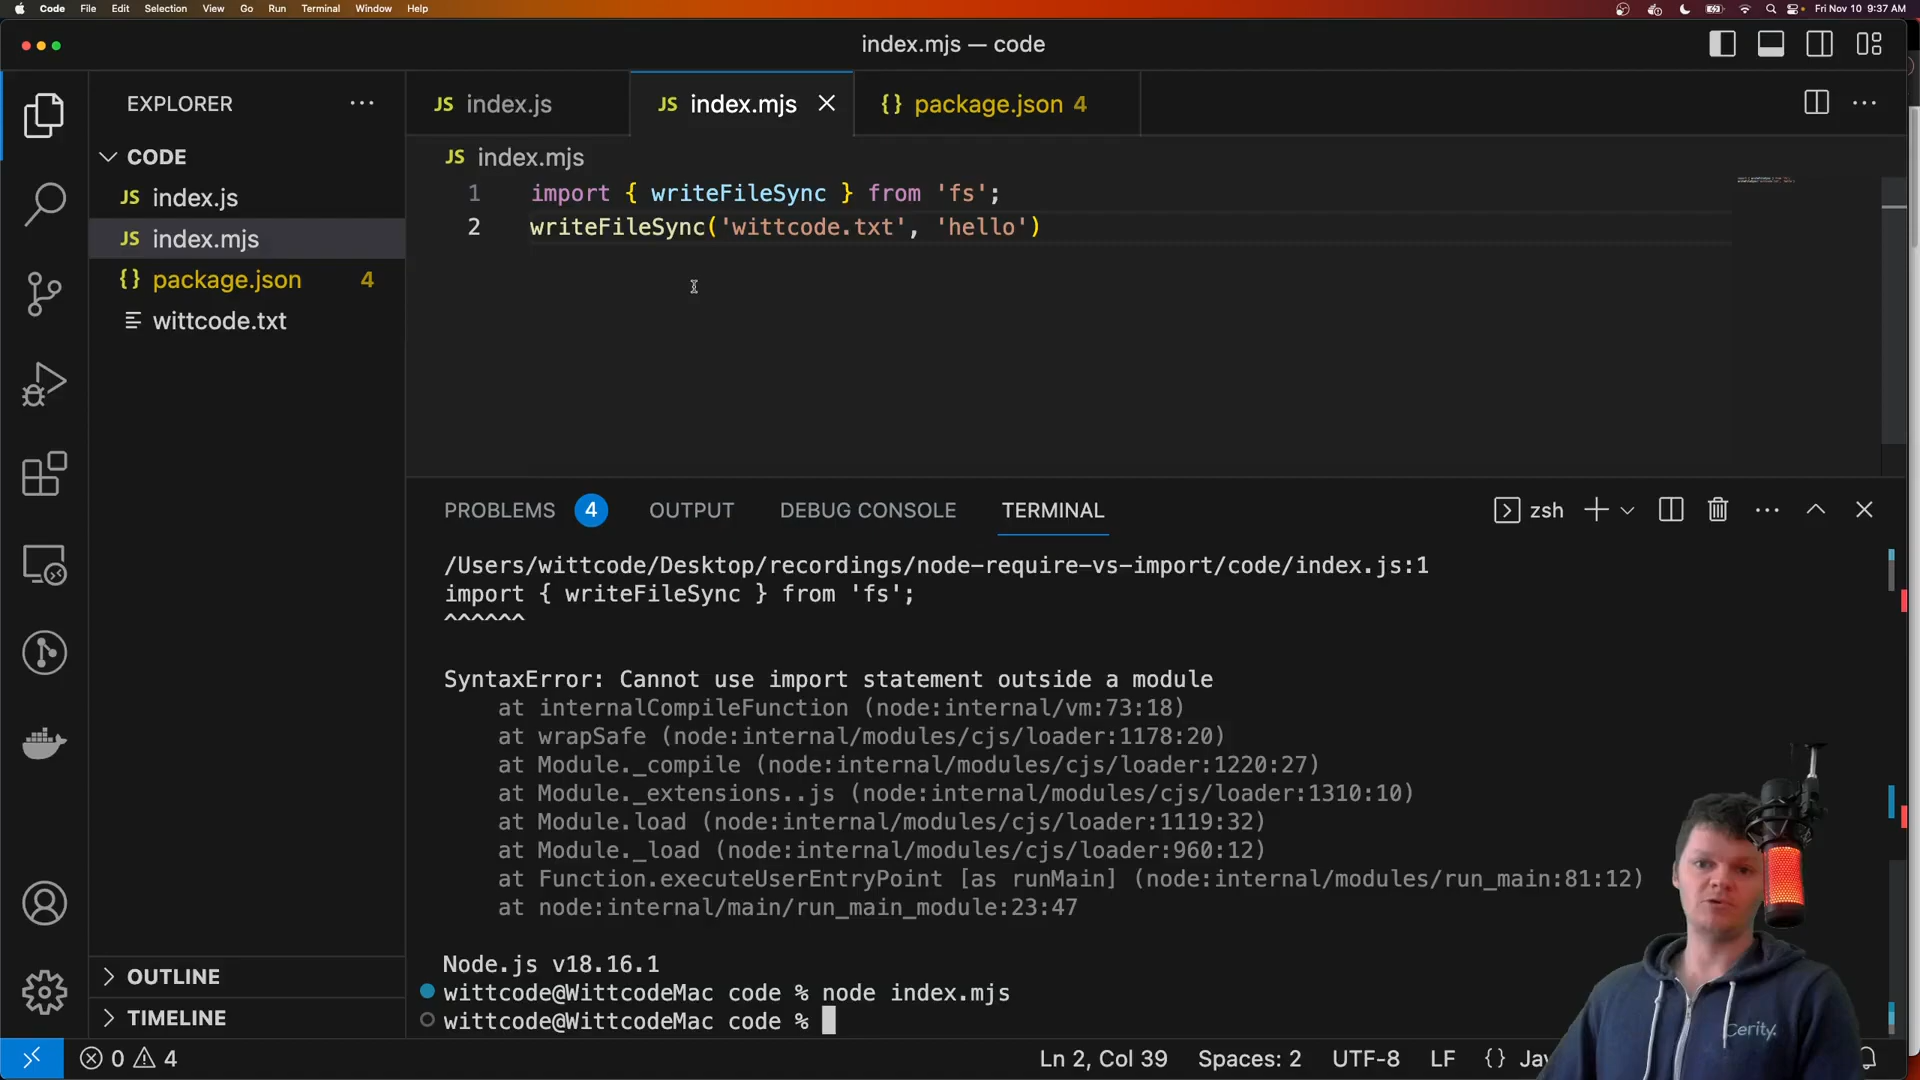 Code File Edit Selection View Go Run Terminal Window Help Fri Nov 10 9:37 AM
index.mjs — code
EXPLORER
CODE
JS index.js
JS index.mjs
{} package.json 4
wittcode.txt
OUTLINE
TIMELINE
JS index.js JS index.mjs {} package.json 4
JS index.mjs
1 import { writeFileSync } from 'fs';
2 writeFileSync('wittcode.txt', 'hello')
PROBLEMS 4 OUTPUT DEBUG CONSOLE TERMINAL zsh
/Users/wittcode/Desktop/recordings/node-require-vs-import/code/index.js:1
import { writeFileSync } from 'fs';
^^^^^^
SyntaxError: Cannot use import statement outside a module
at internalCompileFunction (node:internal/vm:73:18)
at wrapSafe (node:internal/modules/cjs/loader:1178:20)
at Module._compile (node:internal/modules/cjs/loader:1220:27)
at Module._extensions..js (node:internal/modules/cjs/loader:1310:10)
at Module.load (node:internal/modules/cjs/loader:1119:32)
at Module._load (node:internal/modules/cjs/loader:960:12)
at Function.executeUserEntryPoint [as runMain] (node:internal/modules/run_main:81:12)
at node:internal/main/run_main_module:23:47
Node.js v18.16.1
wittcode@WittcodeMac code % node index.mjs
wittcode@WittcodeMac code %
Cerity.
0 4 Ln 2, Col 39 Spaces: 2 UTF-8 LF {} Jav